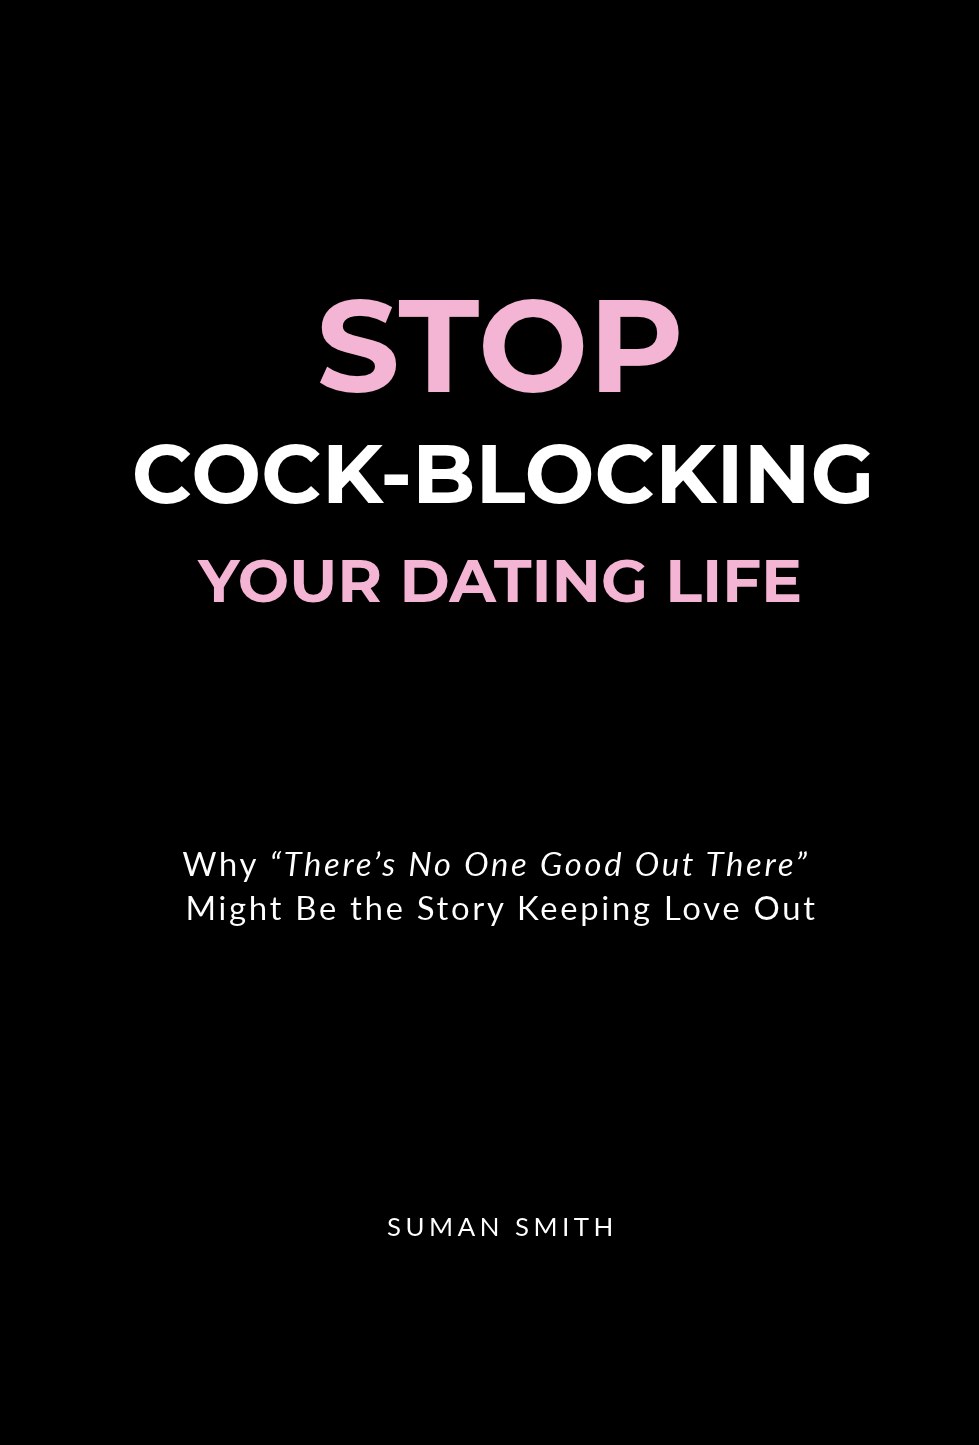 STOP
COCK-BLOCKING
YOUR DATING LIFE
Why “There’s No One Good Out There”
Might Be the Story Keeping Love Out
SUMAN SMITH